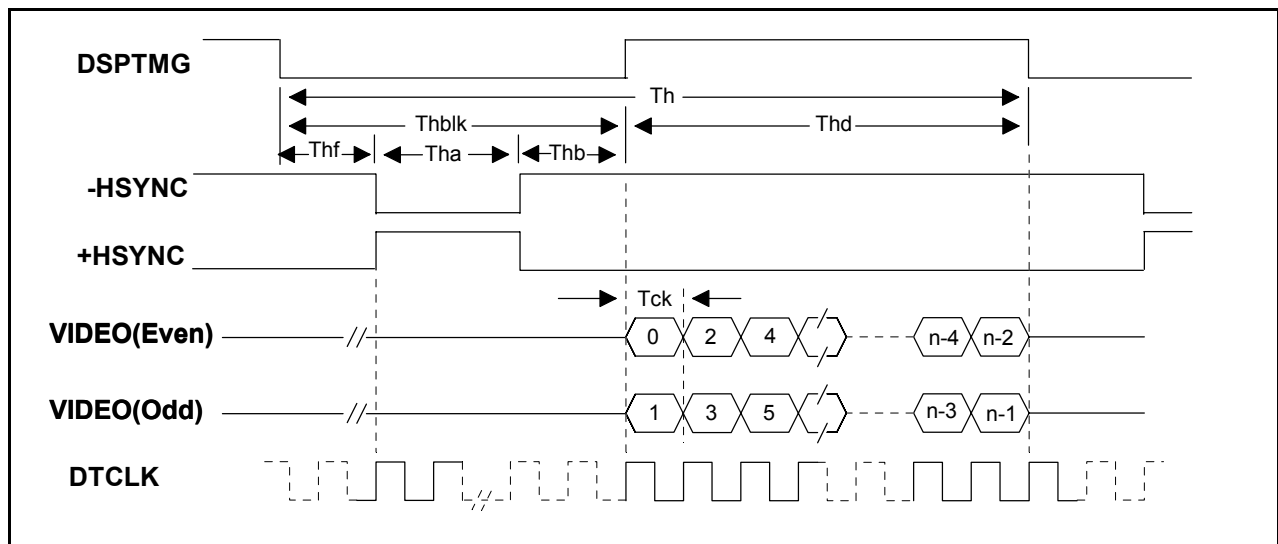 DSPTMG
Th
Thblk Thd
Thf Tha Thb
-HSYNC
+HSYNC
Tck
VIDEO(Even) 0 2 4 n-4 n-2
VIDEO(Odd) 1 3 5 n-3 n-1
DTCLK